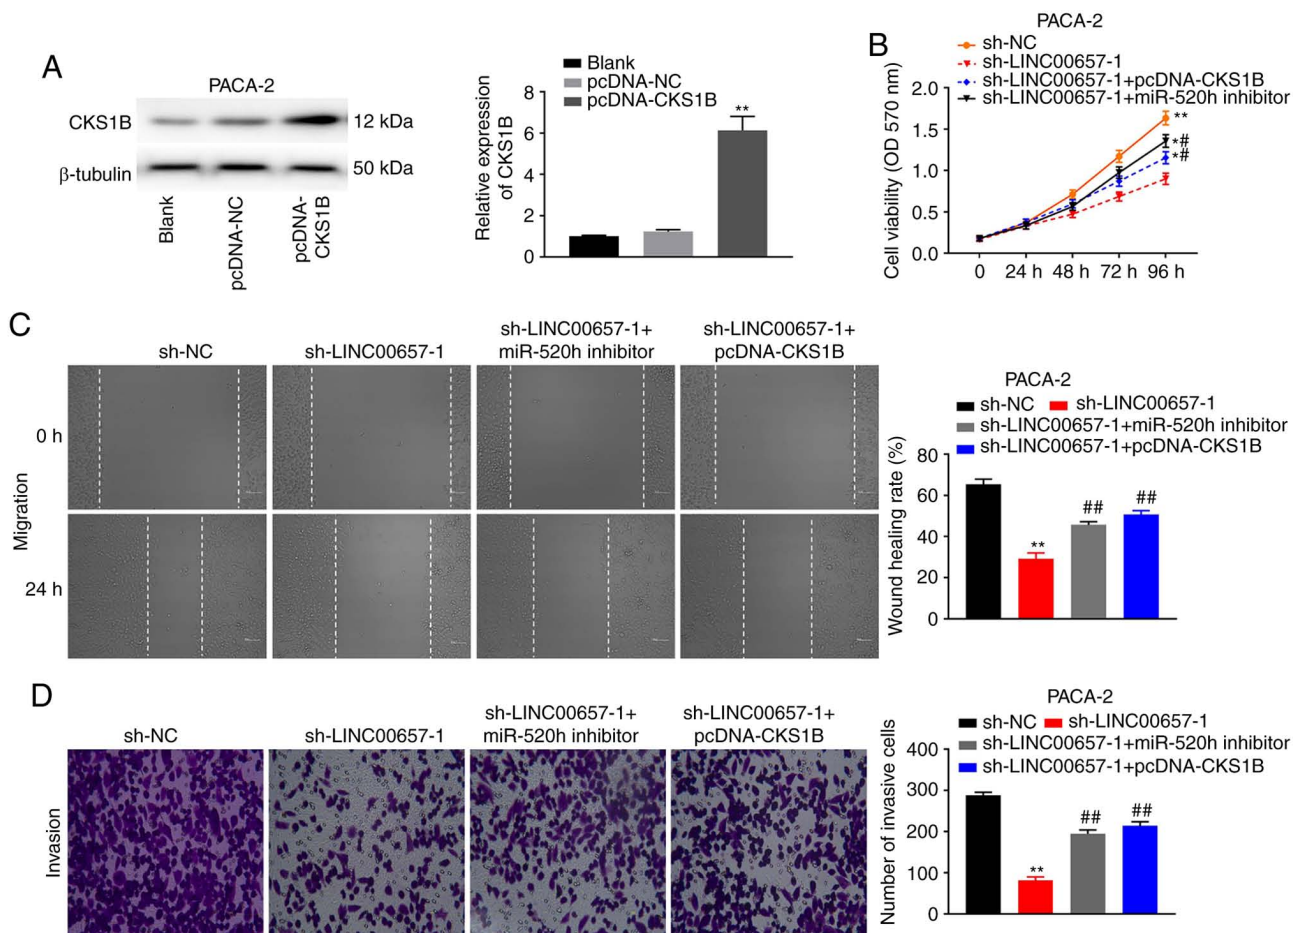 A
PACA-2
CKS1B
12 kDa
β-tubulin
50 kDa
Blank
pcDNA-NC
pcDNA-
CKS1B
Blank
pcDNA-NC
pcDNA-CKS1B
Relative expression
of CKS1B
8
6
4
2
0
**
B
PACA-2
sh-NC
sh-LINC00657-1
sh-LINC00657-1+pcDNA-CKS1B
sh-LINC00657-1+miR-520h inhibitor
Cell viability (OD 570 nm)
2.0
1.5
1.0
0.5
0.0
**
*#
*#
0 24 h 48 h 72 h 96 h
C
sh-NC
sh-LINC00657-1
sh-LINC00657-1+
miR-520h inhibitor
sh-LINC00657-1+
pcDNA-CKS1B
Migration
0 h
24 h
PACA-2
sh-NC sh-LINC00657-1
sh-LINC00657-1+miR-520h inhibitor
sh-LINC00657-1+pcDNA-CKS1B
Wound healing rate (%)
80
60
40
20
0
**
##
##
D
sh-NC
sh-LINC00657-1
sh-LINC00657-1+
miR-520h inhibitor
sh-LINC00657-1+
pcDNA-CKS1B
Invasion
PACA-2
sh-NC sh-LINC00657-1
sh-LINC00657-1+miR-520h inhibitor
sh-LINC00657-1+pcDNA-CKS1B
Number of invasive cells
400
300
200
100
0
**
##
##